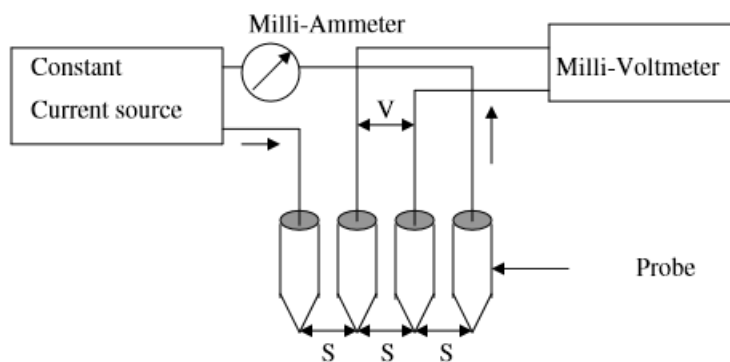 Milli-Ammeter
Constant
Current source
Milli-Voltmeter
V
Probe
S
S
S